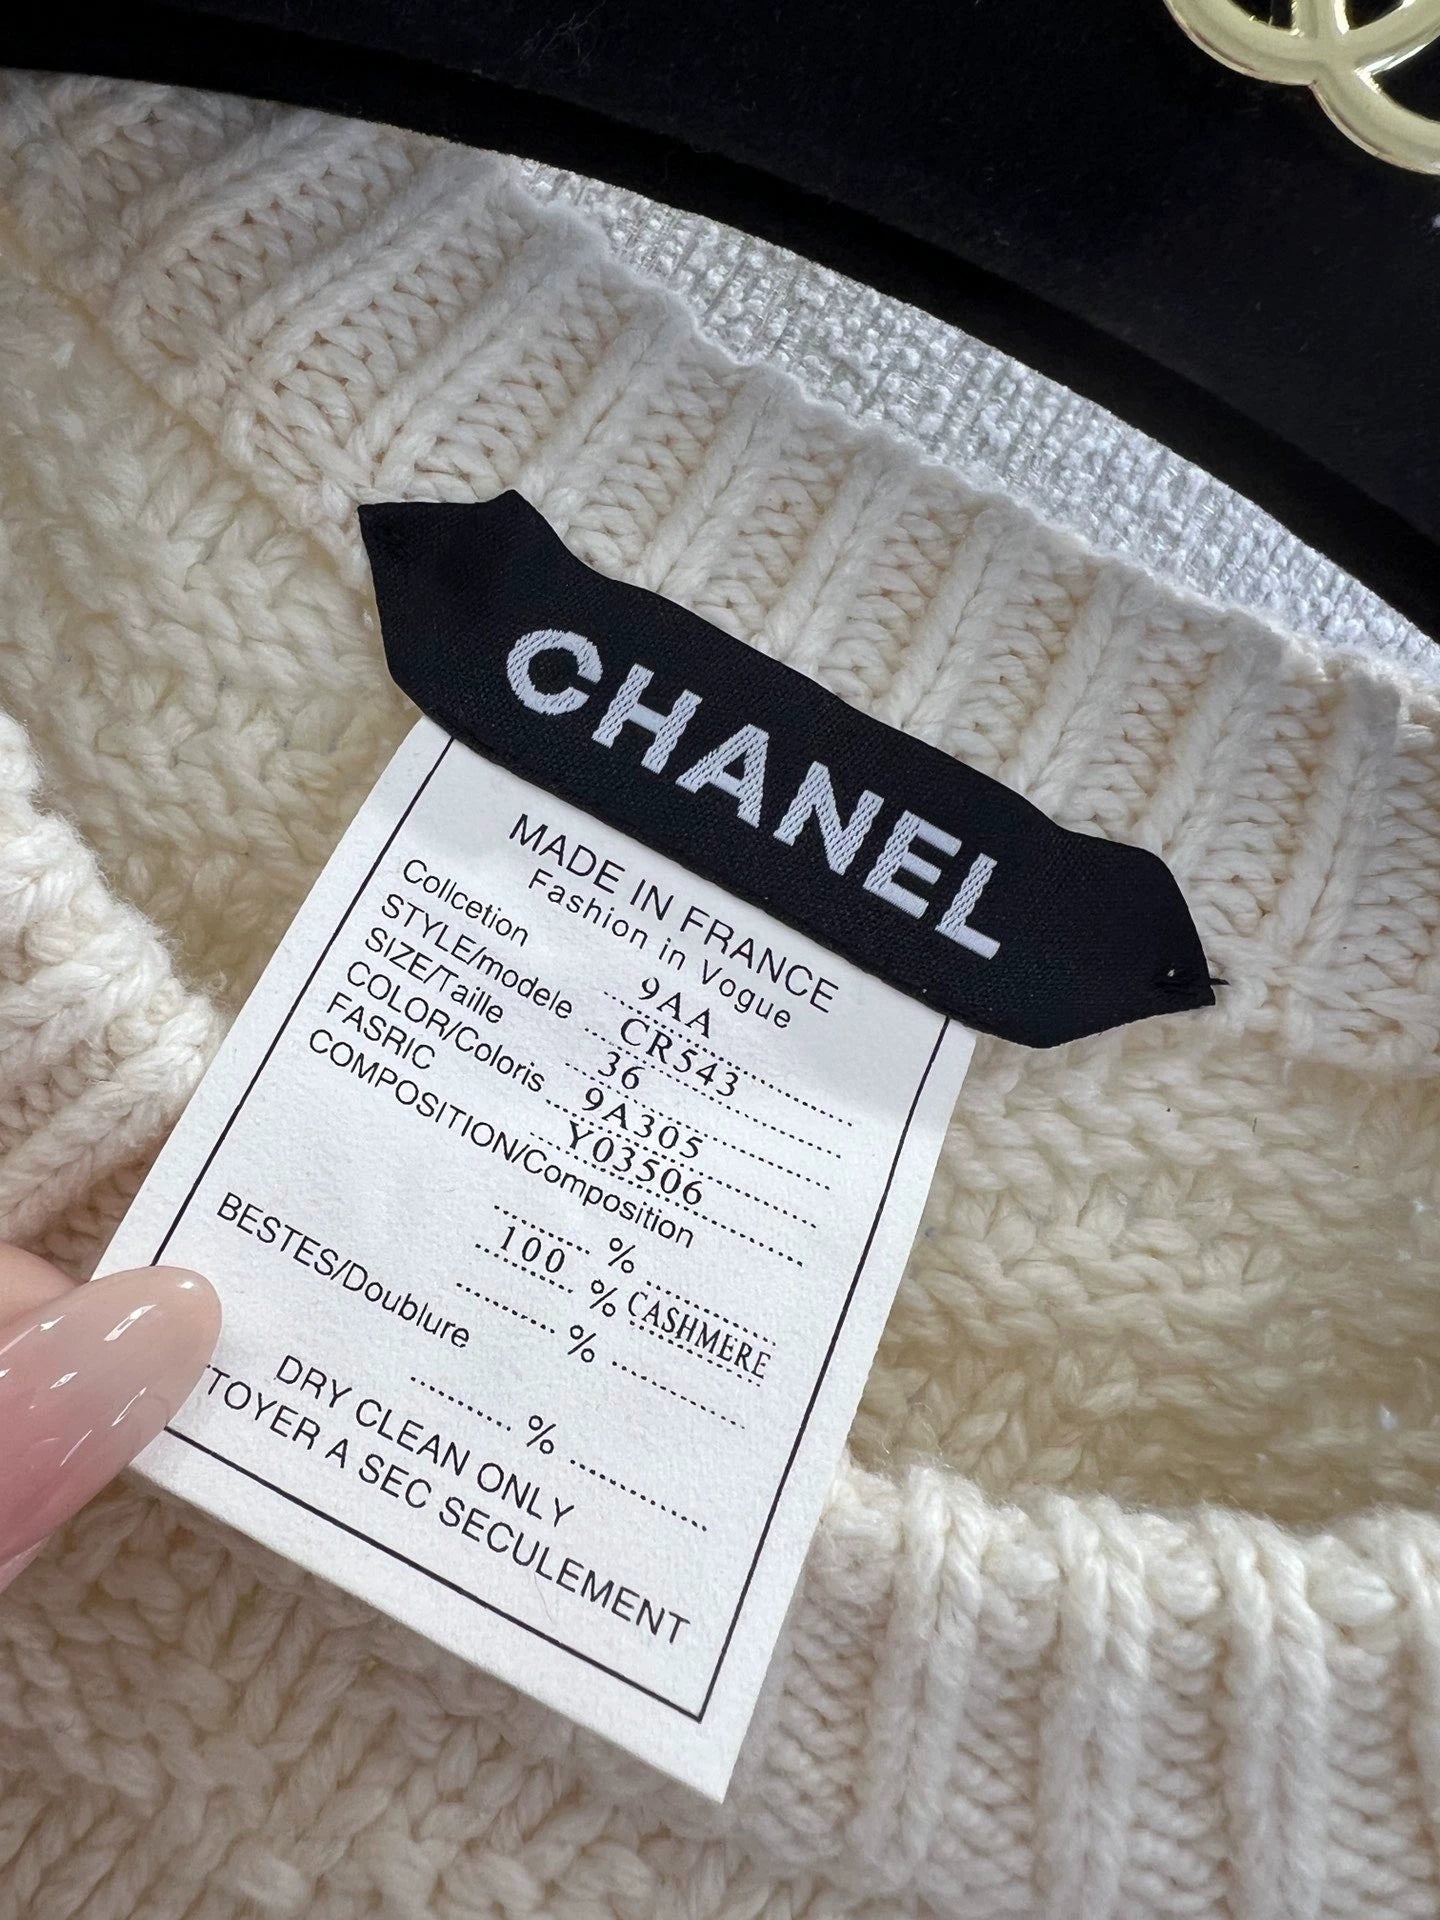 CHANEL
MADE IN FRANCE
Fashion in Vogue
Collcetion 9AA
STYLE/modele CR543
SIZE/Taille 36
COLOR/Coloris 9A305
FASRIC Y03506
COMPOSITION/Composition
%
100 % CASHMERE
%
BESTES/Doublure
%
DRY CLEAN ONLY
TOYER A SEC SECULEMENT